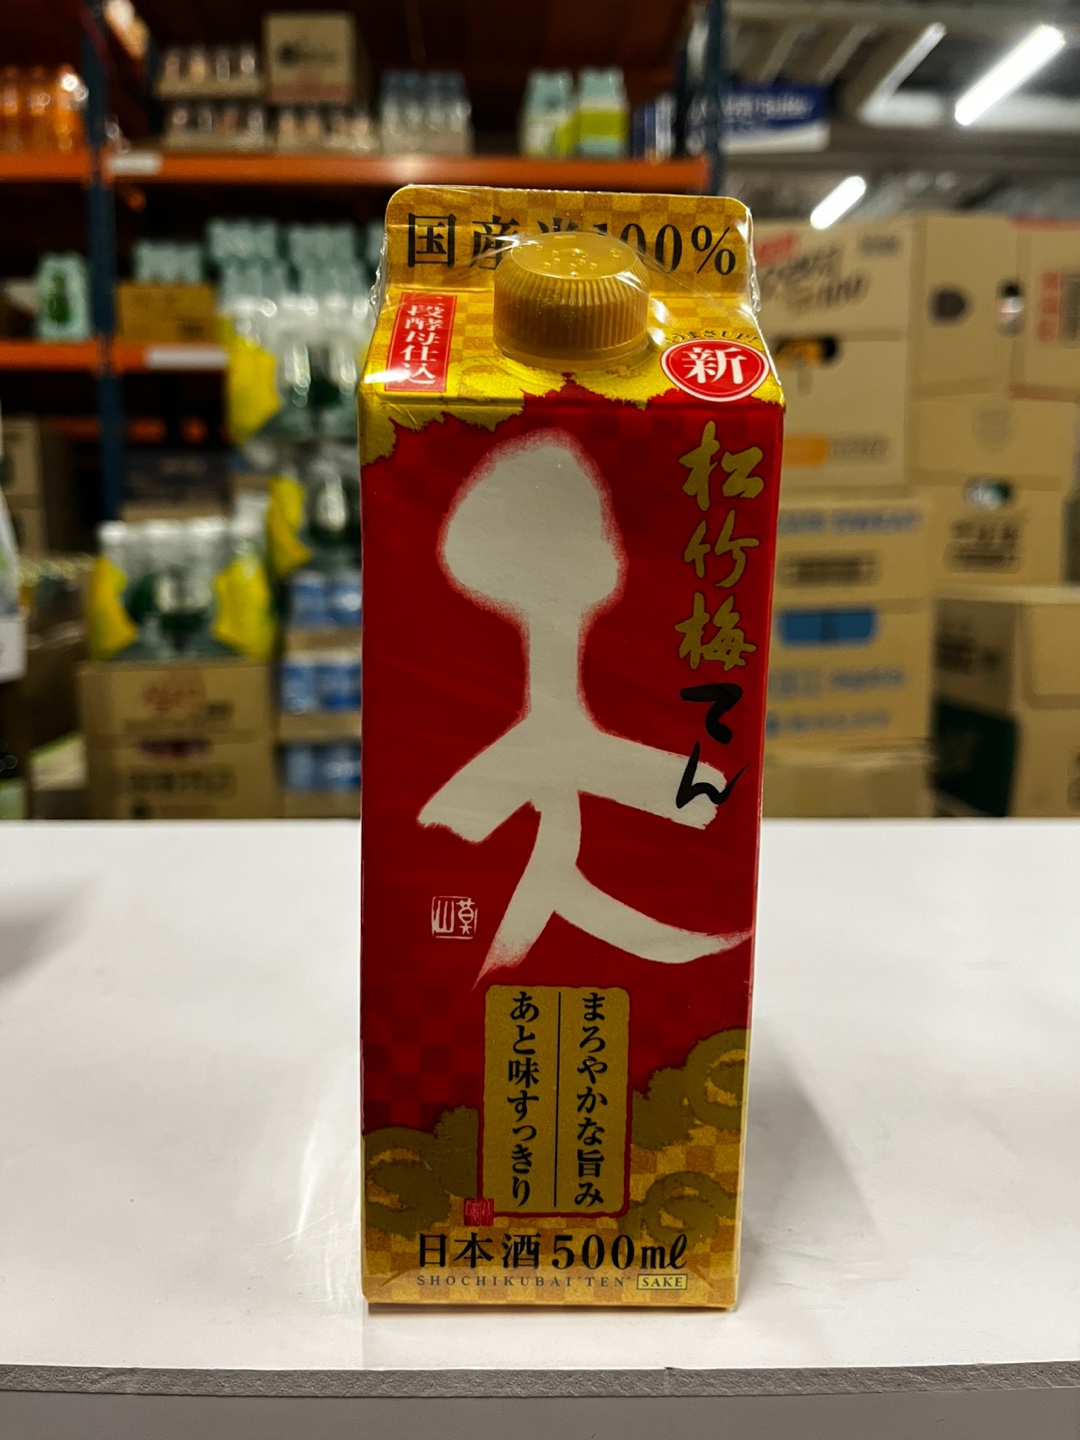 国産米100%
二段酵母仕込
新
松竹梅
てん
天
まろやかな旨み
あと味すっきり
日本酒500ml
SHOCHIKUBAI "TEN" SAKE